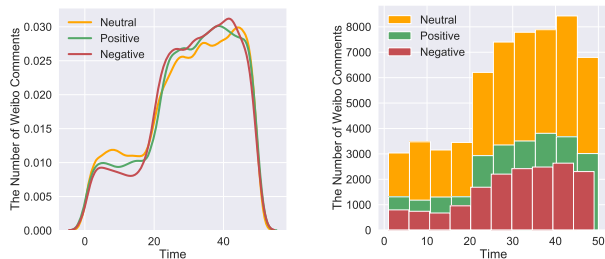 The Number of Weibo Comments
0.030
0.025
0.020
0.015
0.010
0.005
0.000
Neutral
Positive
Negative
0
20
40
Time
The Number of Weibo Comments
8000
7000
6000
5000
4000
3000
2000
1000
0
Neutral
Positive
Negative
0
10
20
30
40
50
Time